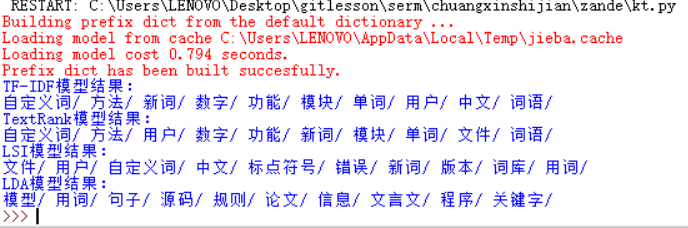 RESTART: C:\Users\LENOVO\Desktop\gitlesson\serm\chuangxinshijian\zande\kt.py
Building prefix dict from the default dictionary ...
Loading model from cache C:\Users\LENOVO\AppData\Local\Temp\jieba.cache
Loading model cost 0.794 seconds.
Prefix dict has been built succesfully.
TF-IDF模型结果：
自定义词/ 方法/ 新词/ 数字/ 功能/ 模块/ 单词/ 用户/ 中文/ 词语/
TextRank模型结果：
自定义词/ 方法/ 用户/ 数字/ 功能/ 新词/ 模块/ 单词/ 文件/ 词语/
LSI模型结果：
文件/ 用户/ 自定义词/ 中文/ 标点符号/ 错误/ 新词/ 版本/ 词库/ 用词/
LDA模型结果：
模型/ 用词/ 句子/ 源码/ 规则/ 论文/ 信息/ 文言文/ 程序/ 关键字/
>>>